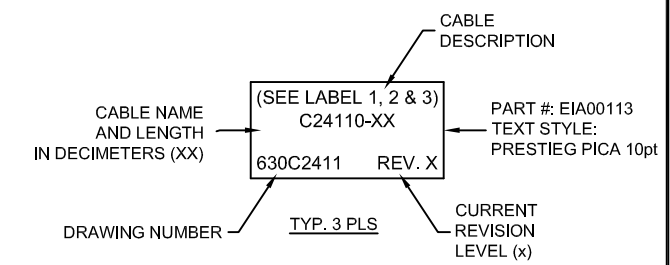 CABLE
DESCRIPTION
(SEE LABEL 1, 2 & 3)
C24110-XX
630C2411 REV. X
CABLE NAME
AND LENGTH
IN DECIMETERS (XX)
PART #: EIA00113
TEXT STYLE:
PRESTIEG PICA 10pt
DRAWING NUMBER
TYP. 3 PLS
CURRENT
REVISION
LEVEL (x)